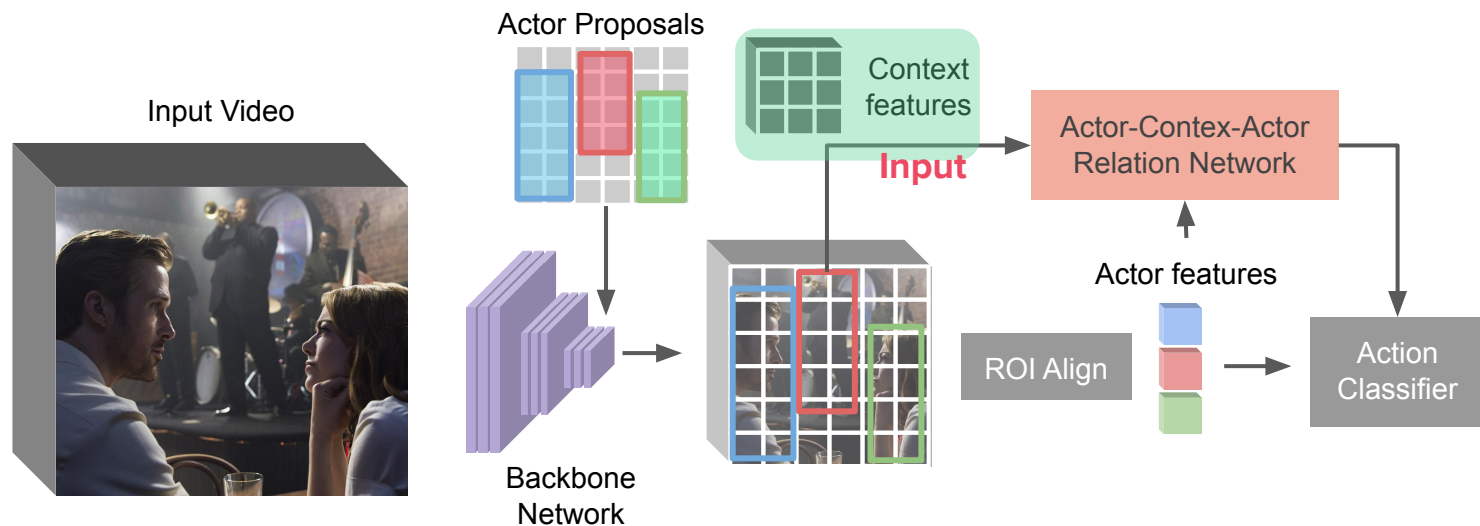 Input Video
Actor Proposals
Context
features
Input
Actor-Contex-Actor
Relation Network
Backbone
Network
ROI Align
Actor features
Action
Classifier